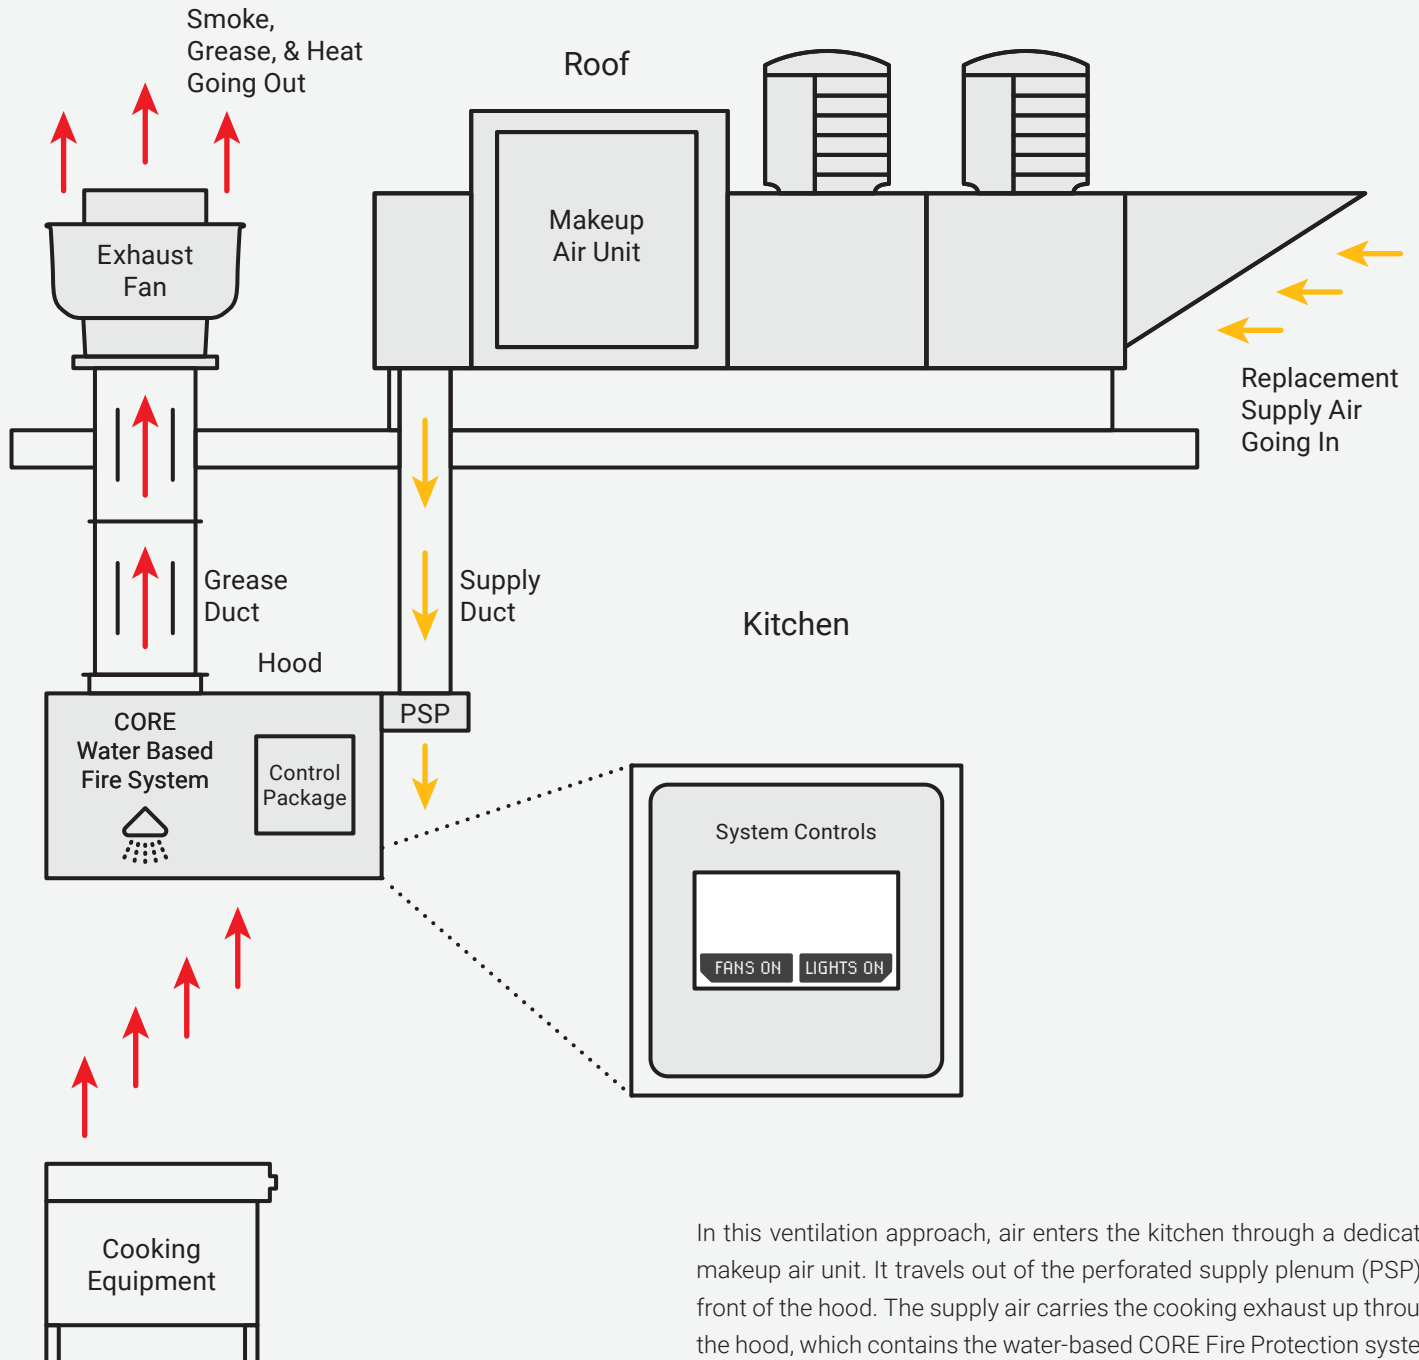 Smoke,
Grease, & Heat
Going Out
Roof
Exhaust
Fan
Makeup
Air Unit
Replacement
Supply Air
Going In
Grease
Duct
Supply
Duct
Kitchen
Hood
PSP
CORE
Water Based
Fire System
Control
Package
System Controls
FANS ON
LIGHTS ON
Cooking
Equipment
In this ventilation approach, air enters the kitchen through a dedicat
makeup air unit. It travels out of the perforated supply plenum (PSP)
front of the hood. The supply air carries the cooking exhaust up throu
the hood, which contains the water-based CORE Fire Protection syste